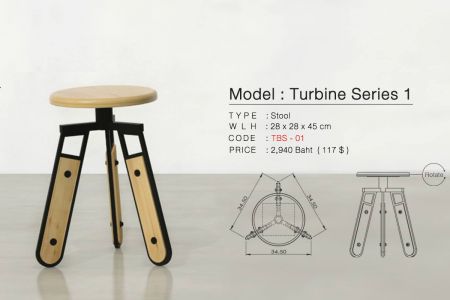 Model : Turbine Series 1
TYPE : Stool
W L H : 28 x 28 x 45 cm
CODE : TBS - 01
PRICE : 2,940 Baht ( 117 $ )
Rotate
34.50
34.50
34.50